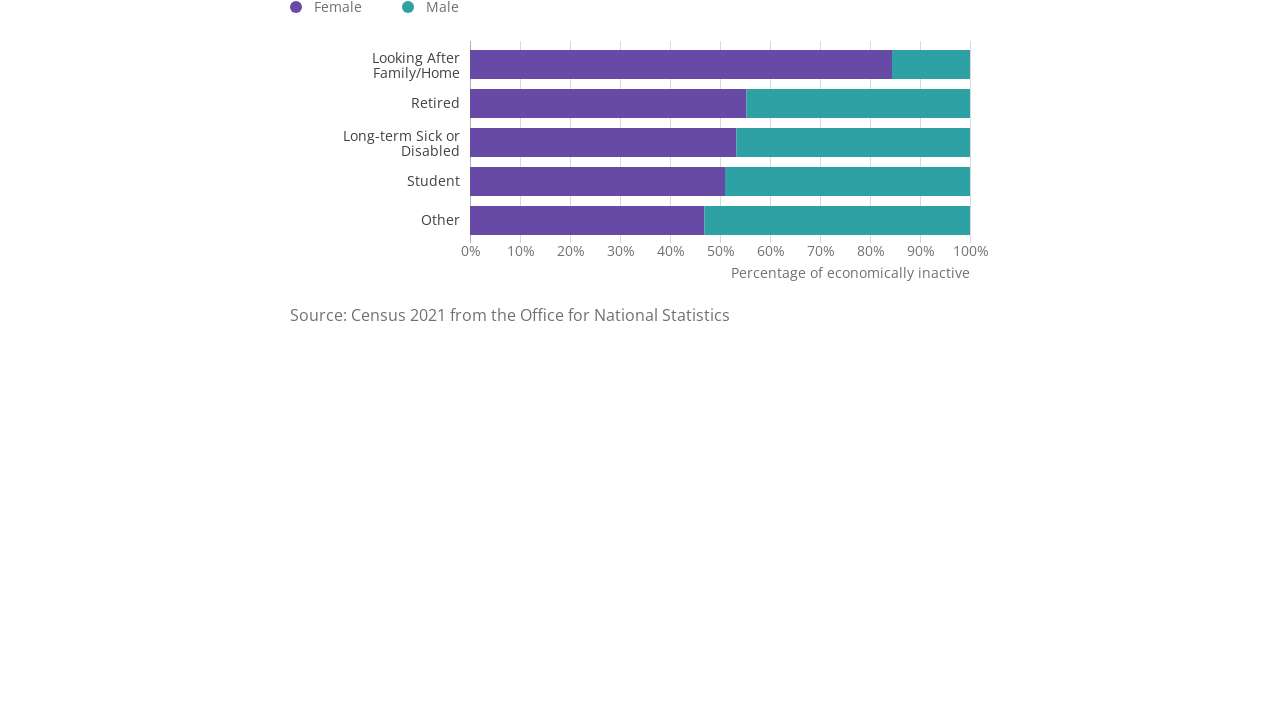 Female Male
Looking After
Family/Home
Retired
Long-term Sick or
Disabled
Student
Other
0% 10% 20% 30% 40% 50% 60% 70% 80% 90% 100%
Percentage of economically inactive
Source: Census 2021 from the Office for National Statistics